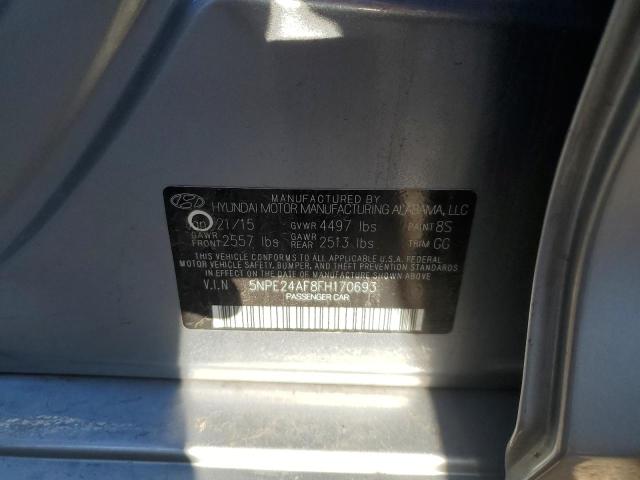 MANUFACTURED BY
HYUNDAI MOTOR MANUFACTURING ALABAMA, LLC
21/15 GVWR 4497 lbs PAINT 8S
GAWR FRONT 2557 lbs GAWR REAR 2513 lbs TRIM GG
THIS VEHICLE CONFORMS TO ALL APPLICABLE U.S.A. FEDERAL
MOTOR VEHICLE SAFETY, BUMPER, AND THEFT PREVENTION
STANDARDS IN EFFECT ON THE DATE OF MANUFACTURE SHOWN ABOVE
V.I.N 5NPE24AF8FH170693
PASSENGER CAR